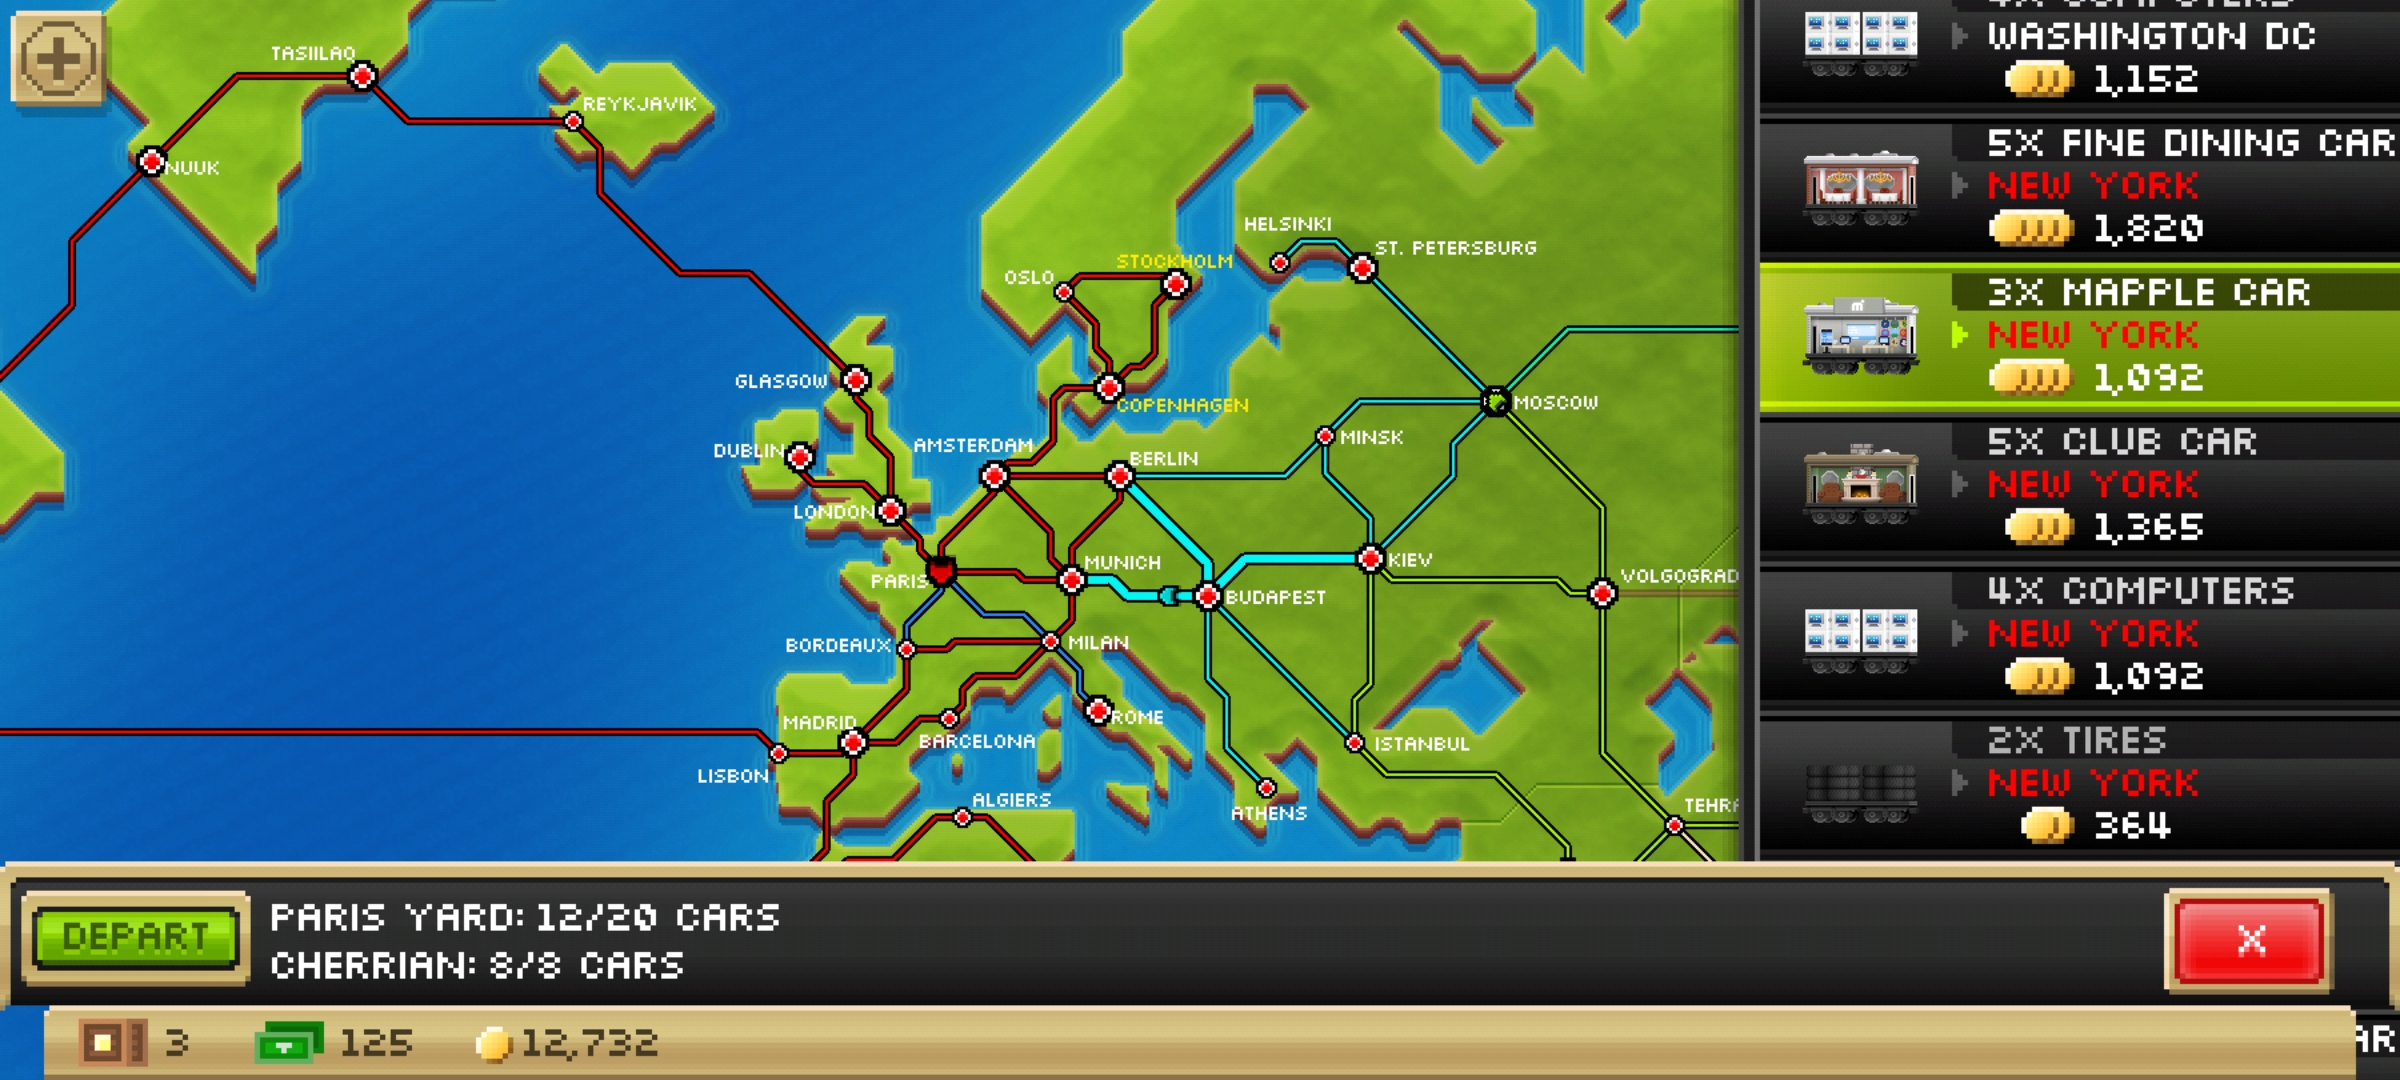 TASIILAQ
REYKJAVIK
NUUK
HELSINKI
ST. PETERSBURG
STOCKHOLM
OSLO
GLASGOW
COPENHAGEN
MOSCOW
MINSK
AMSTERDAM
BERLIN
DUBLIN
LONDON
MUNICH
KIEV
PARIS
VOLGOGRAD
BUDAPEST
BORDEAUX
MILAN
MADRID
ROME
BARCELONA
ISTANBUL
LISBON
ALGIERS
ATHENS
TEHRA
4X COMPUTERS
WASHINGTON DC
1,152
5X FINE DINING CAR
NEW YORK
1,820
3X MAPPLE CAR
m
NEW YORK
1,092
5X CLUB CAR
NEW YORK
1,365
4X COMPUTERS
NEW YORK
1,092
2X TIRES
NEW YORK
364
DEPART
PARIS YARD: 12/20 CARS
CHERRIAN: 8/8 CARS
X
3
125
12,732
AR